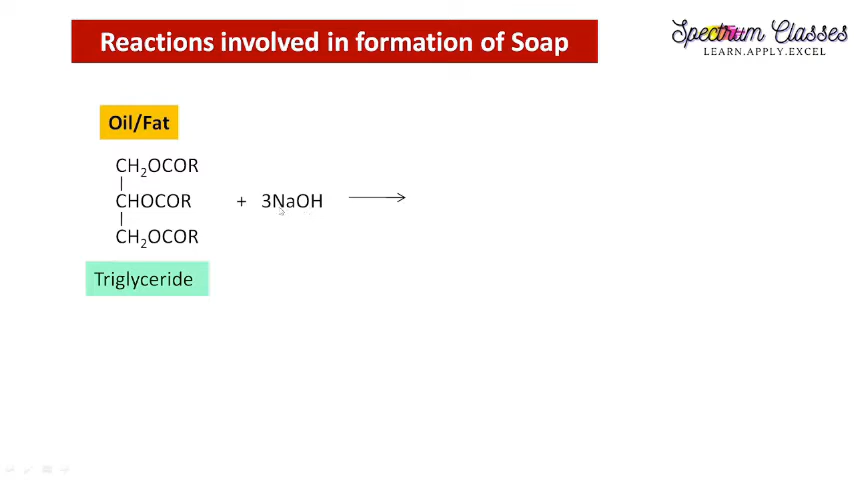 Reactions involved in formation of Soap
Spectrum Classes
LEARN.APPLY.EXCEL
Oil/Fat
CH₂OCOR
CHOCOR + 3NaOH ⟶
CH₂OCOR
Triglyceride